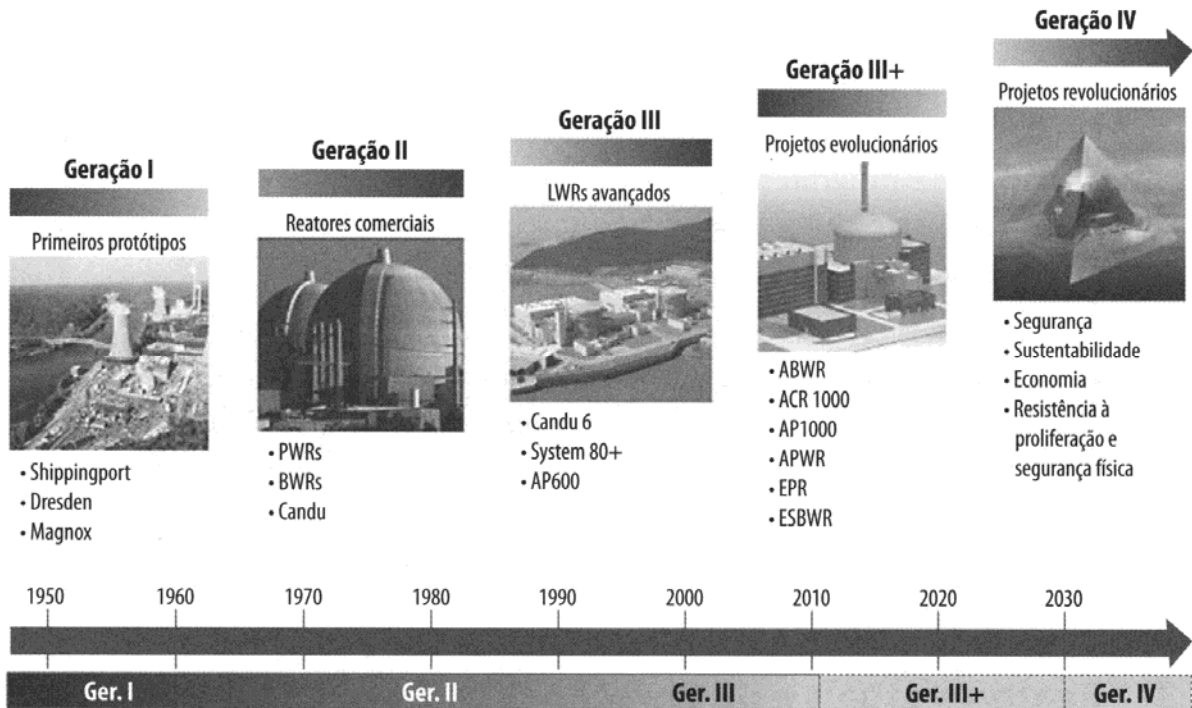 Geração I
Primeiros protótipos
• Shippingport
• Dresden
• Magnox
Geração II
Reatores comerciais
• PWRs
• BWRs
• Candu
Geração III
LWRs avançados
• Candu 6
• System 80+
• AP600
Geração III+
Projetos evolucionários
• ABWR
• ACR 1000
• AP1000
• APWR
• EPR
• ESBWR
Geração IV
Projetos revolucionários
• Segurança
• Sustentabilidade
• Economia
• Resistência à
proliferação e
segurança física
1950 1960 1970 1980 1990 2000 2010 2020 2030
Ger. I Ger. II Ger. III Ger. III+ Ger. IV